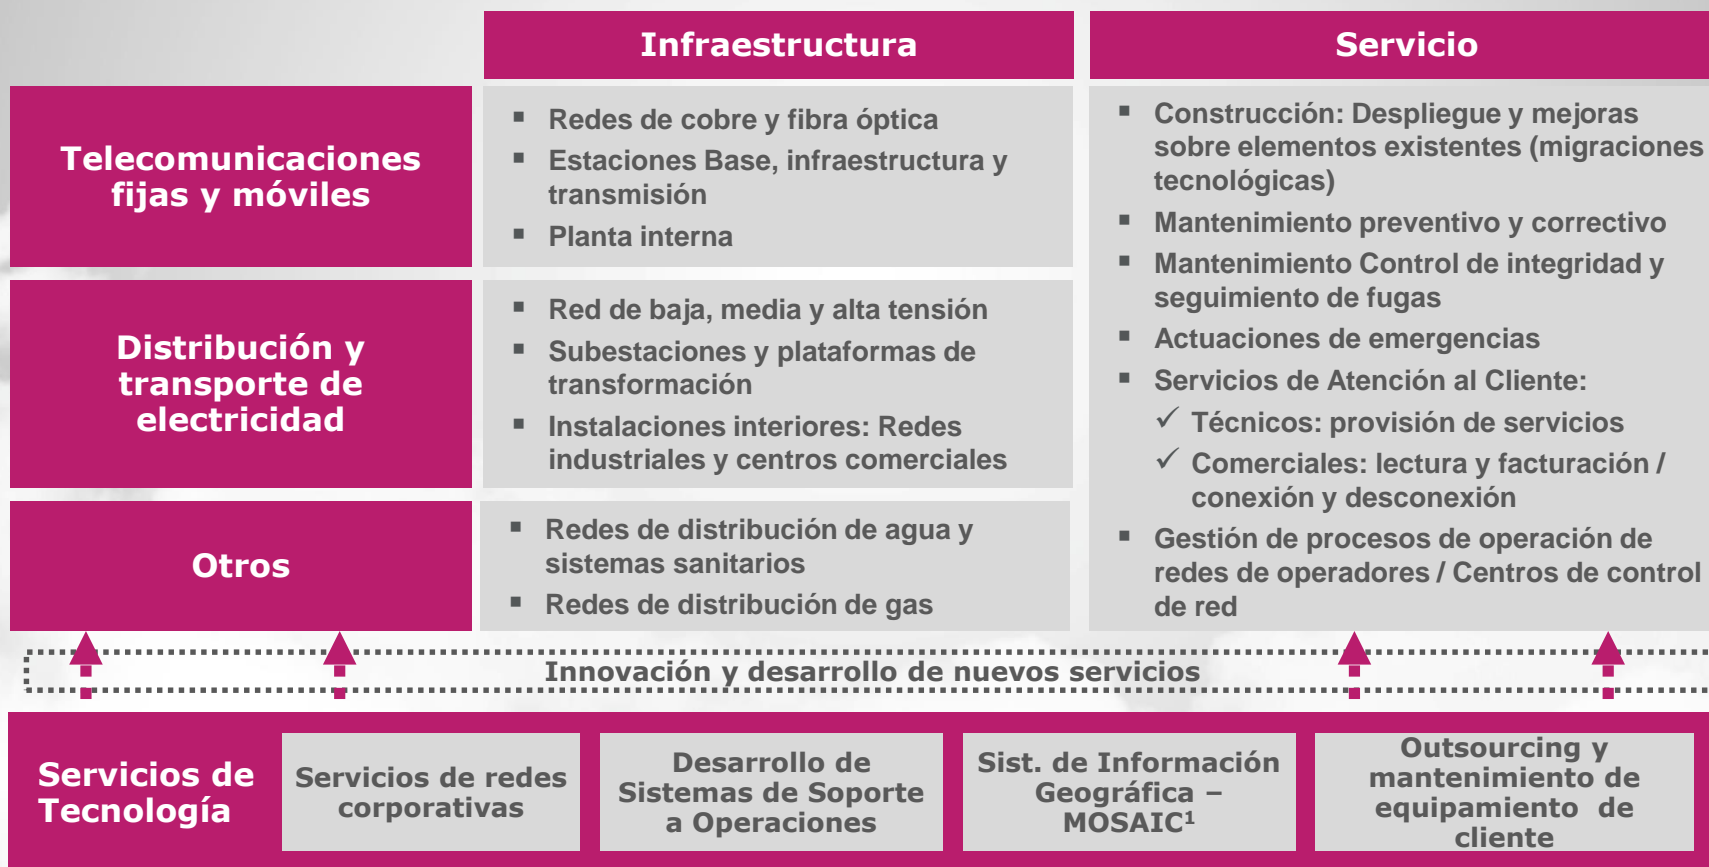 Infraestructura
Servicio
Telecomunicaciones
fijas y móviles
▪ Redes de cobre y fibra óptica
▪ Estaciones Base, infraestructura y
transmisión
▪ Planta interna
Distribución y
transporte de
electricidad
▪ Red de baja, media y alta tensión
▪ Subestaciones y plataformas de
transformación
▪ Instalaciones interiores: Redes
industriales y centros comerciales
Otros
▪ Redes de distribución de agua y
sistemas sanitarios
▪ Redes de distribución de gas
▪ Construcción: Despliegue y mejoras
sobre elementos existentes (migraciones
tecnológicas)
▪ Mantenimiento preventivo y correctivo
▪ Mantenimiento Control de integridad y
seguimiento de fugas
▪ Actuaciones de emergencias
▪ Servicios de Atención al Cliente:
✓ Técnicos: provisión de servicios
✓ Comerciales: lectura y facturación /
conexión y desconexión
▪ Gestión de procesos de operación de
redes de operadores / Centros de control
de red
Innovación y desarrollo de nuevos servicios
Servicios de
Tecnología
Servicios de redes
corporativas
Desarrollo de
Sistemas de Soporte
a Operaciones
Sist. de Información
Geográfica –
MOSAIC¹
Outsourcing y
mantenimiento de
equipamiento de
cliente